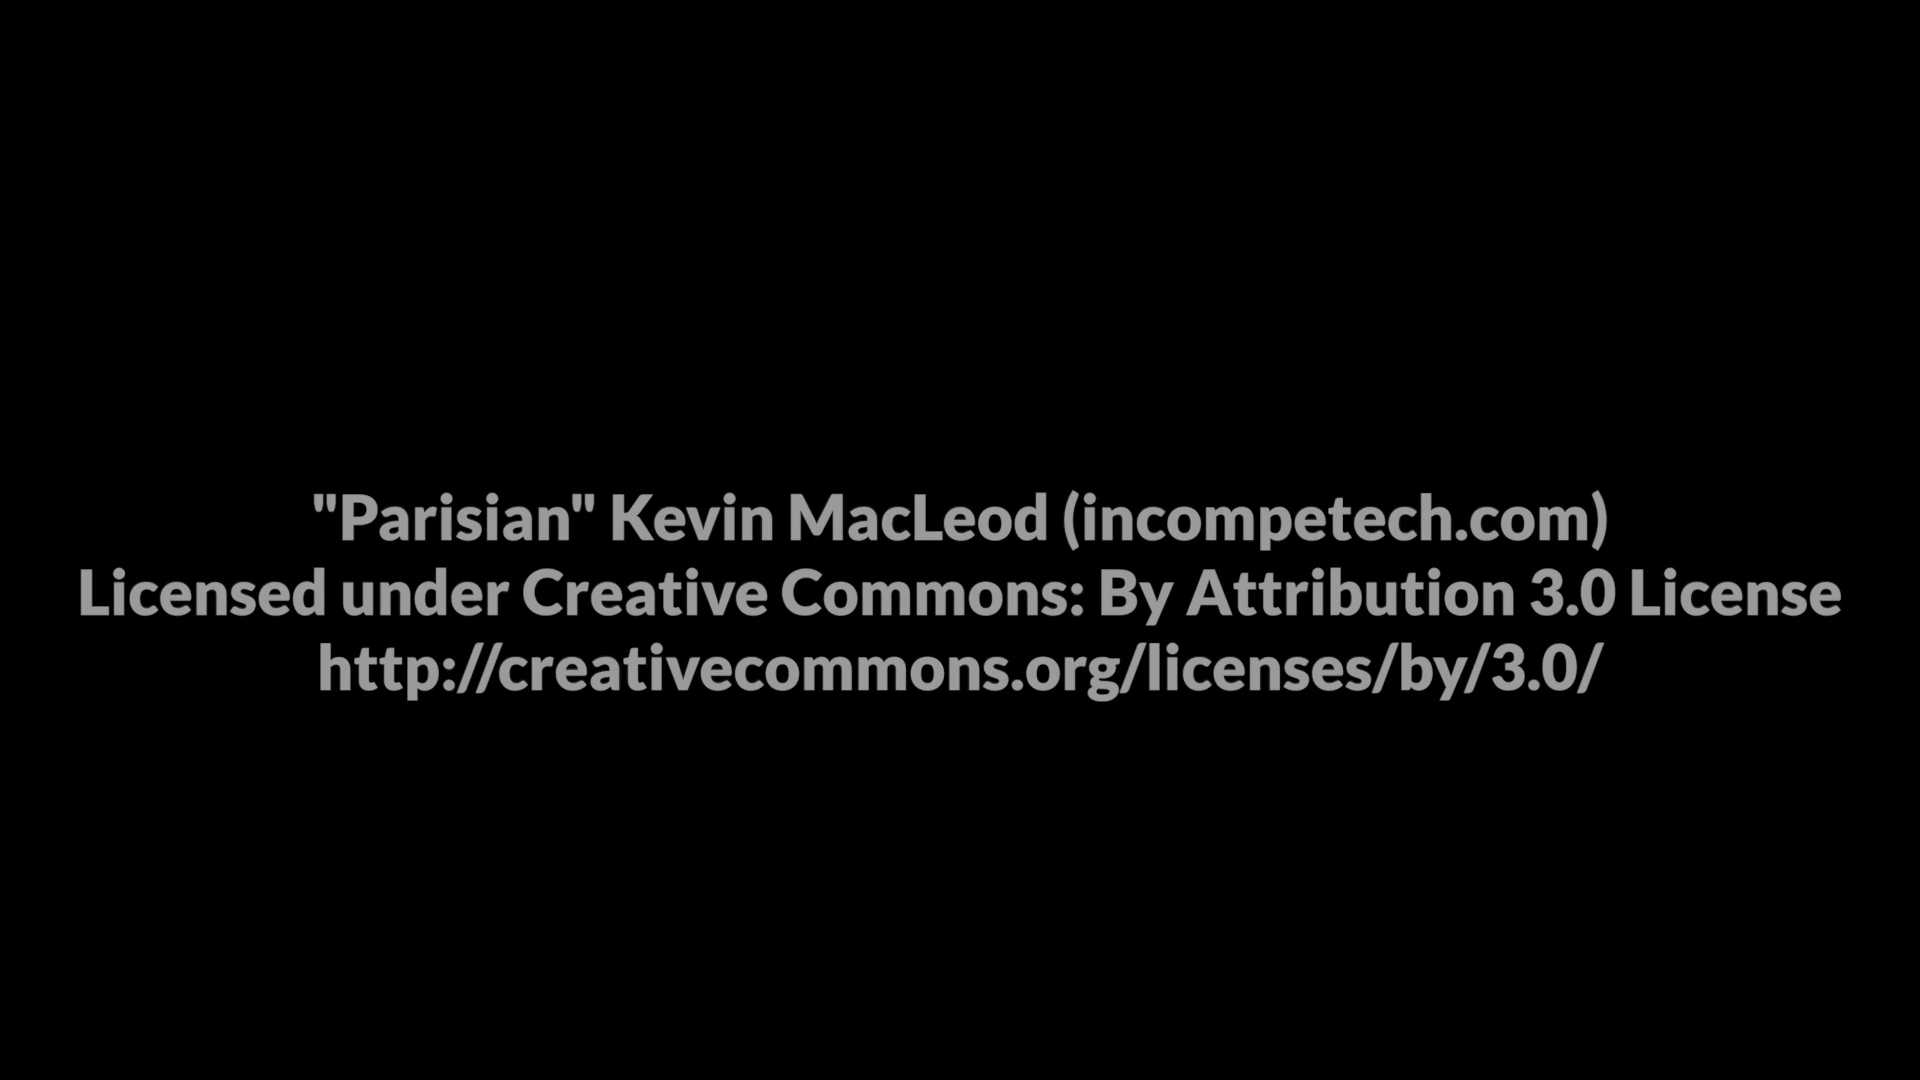 "Parisian" Kevin MacLeod (incompetech.com)
Licensed under Creative Commons: By Attribution 3.0 License
http://creativecommons.org/licenses/by/3.0/